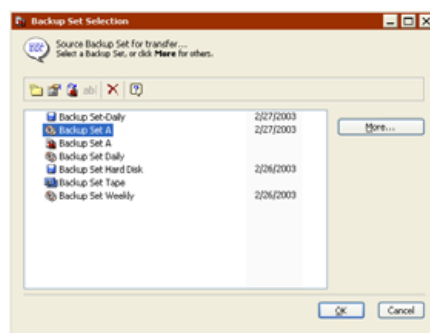 Backup Set Selection
Source Backup Set for transfer...
Select a Backup Set, or click More for others.
Backup Set-Daily 2/27/2003
Backup Set A 2/27/2003
More...
Backup Set A
Backup Set Daily
Backup Set Hard Disk 2/26/2003
Backup Set Tape
Backup Set Weekly 2/26/2003
OK Cancel